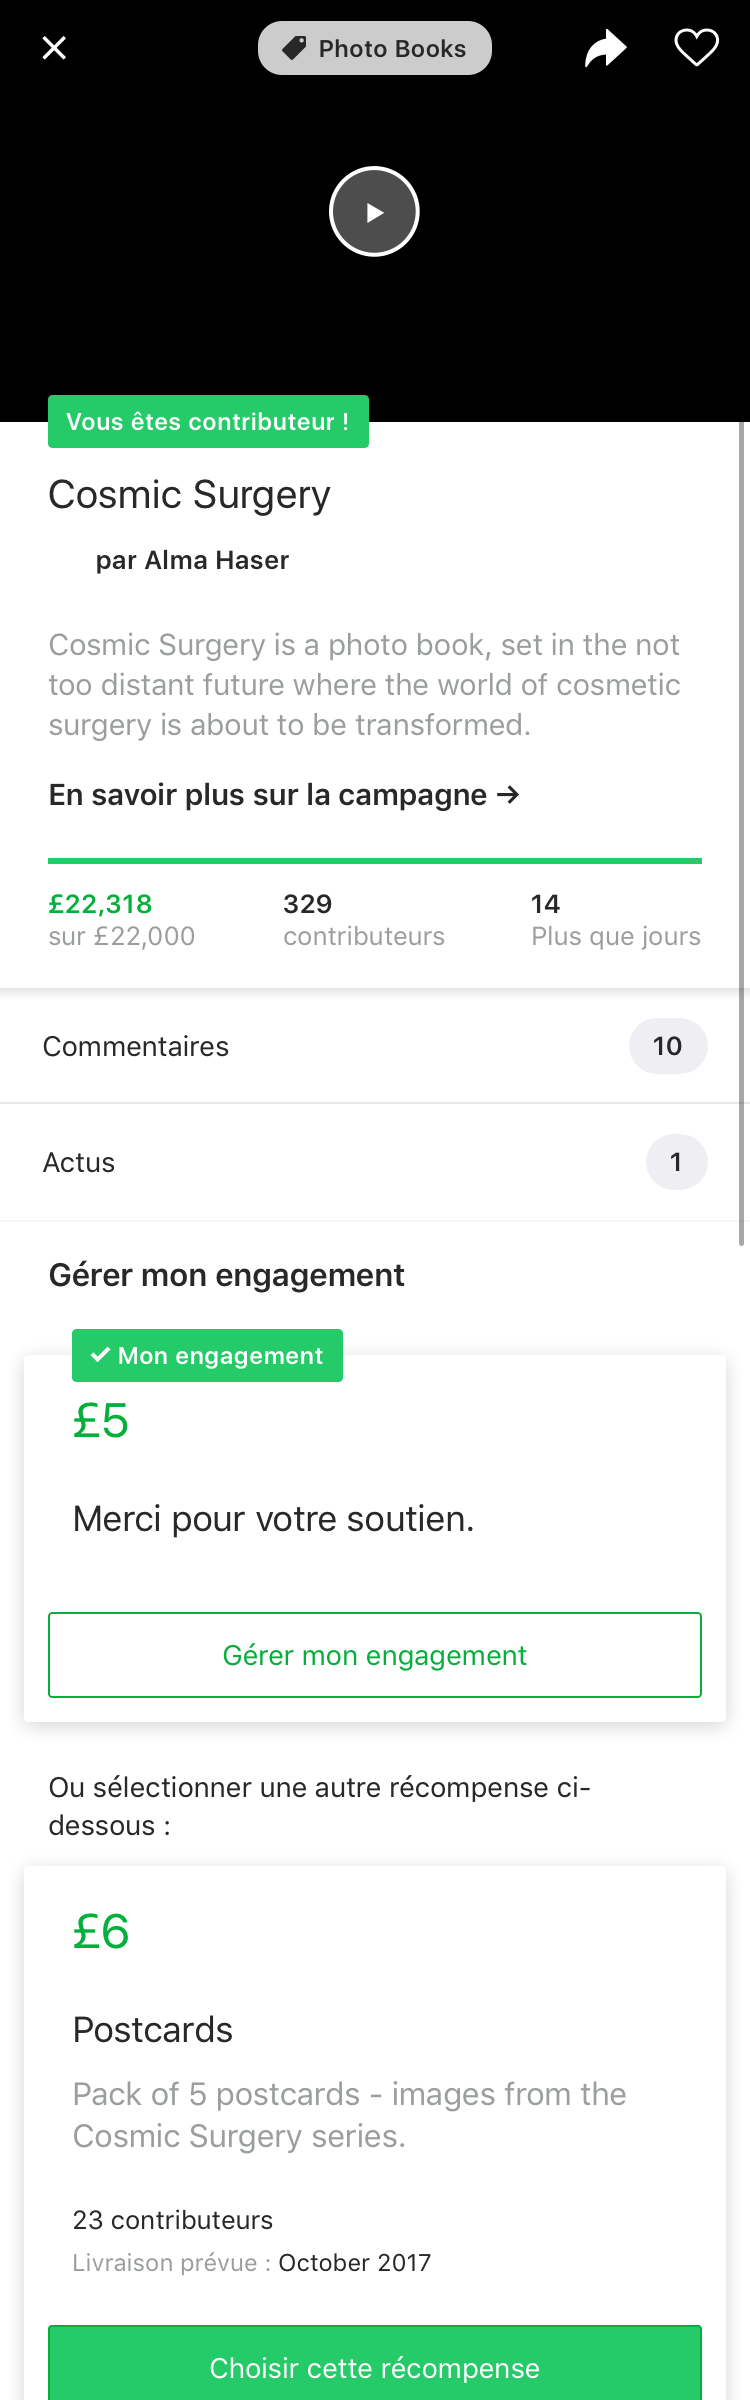 Photo Books
Vous êtes contributeur !
Cosmic Surgery
par Alma Haser
Cosmic Surgery is a photo book, set in the not
too distant future where the world of cosmetic
surgery is about to be transformed.
En savoir plus sur la campagne →
£22,318
sur £22,000
329
contributeurs
14
Plus que jours
Commentaires
10
Actus
1
Gérer mon engagement
Mon engagement
£5
Merci pour votre soutien.
Gérer mon engagement
Ou sélectionner une autre récompense ci-
dessous :
£6
Postcards
Pack of 5 postcards - images from the
Cosmic Surgery series.
23 contributeurs
Livraison prévue : October 2017
Choisir cette récompense